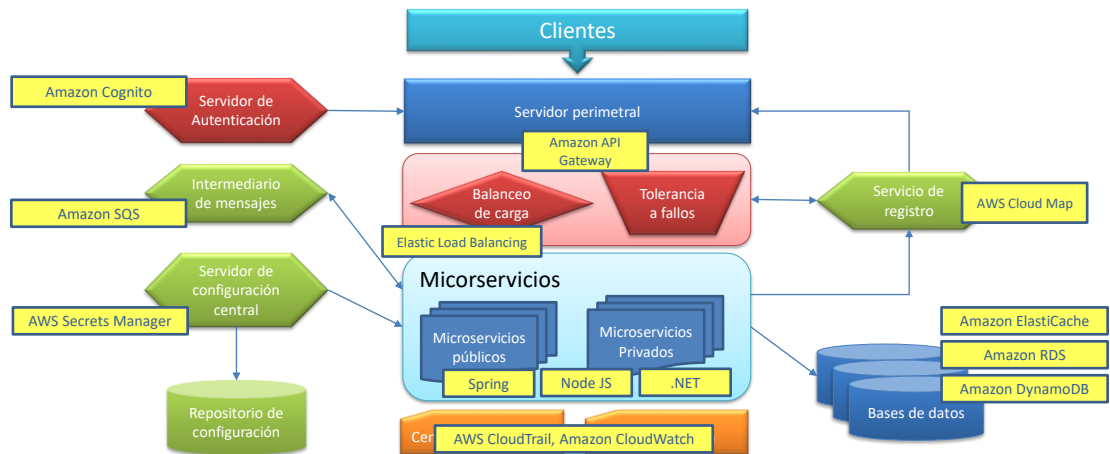 Clientes
Amazon Cognito
Servidor de
Autenticación
Servidor perimetral
Amazon API
Gateway
Intermediario
de mensajes
Amazon SQS
Balanceo
de carga
Tolerancia
a fallos
Servicio de
registro
AWS Cloud Map
Elastic Load Balancing
Servidor de
configuración
central
AWS Secrets Manager
Micorservicios
Microservicios
públicos
Microservicios
Privados
Spring
Node JS
.NET
Amazon ElastiCache
Amazon RDS
Amazon DynamoDB
Bases de datos
Repositorio de
configuración
AWS CloudTrail, Amazon CloudWatch